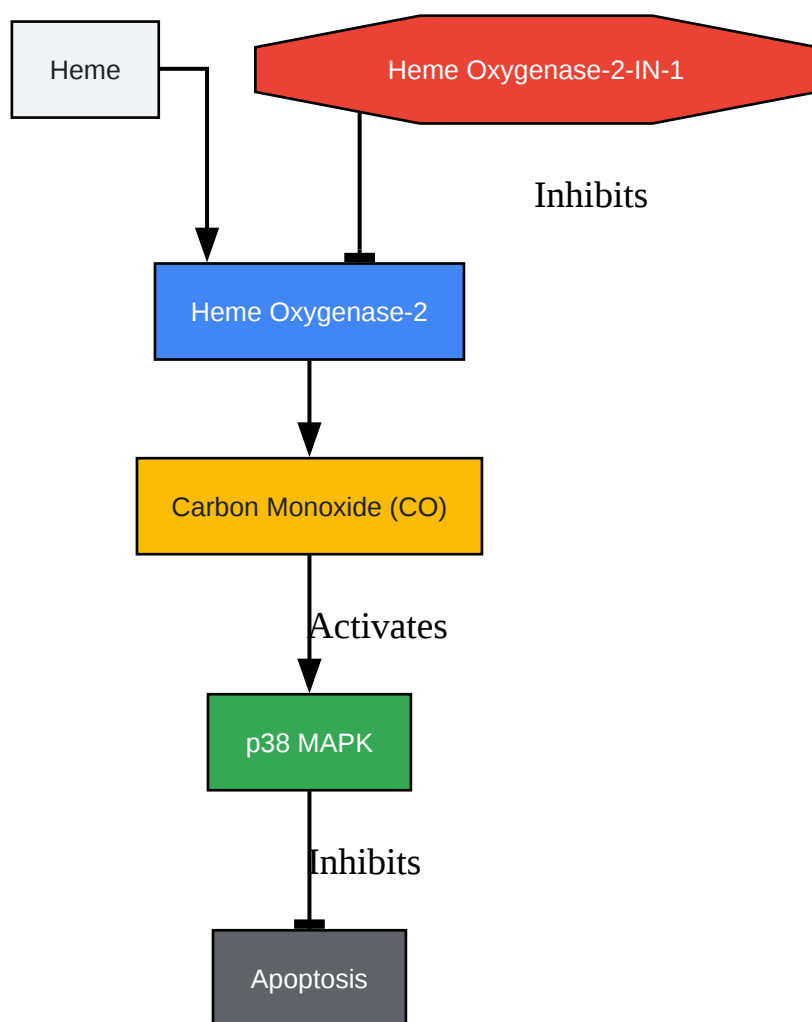 Heme
Heme Oxygenase-2-IN-1
Inhibits
Heme Oxygenase-2
Carbon Monoxide (CO)
Activates
p38 MAPK
Inhibits
Apoptosis